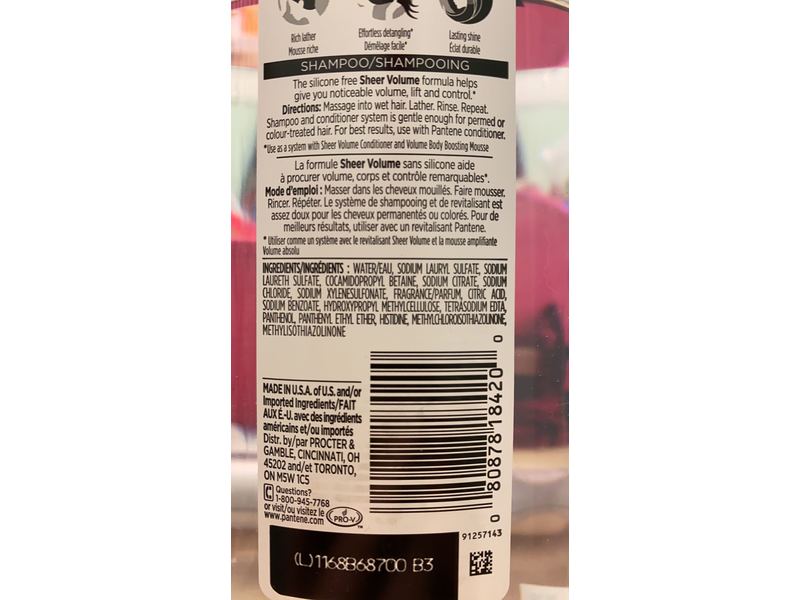 Rich lather
Mousse riche
Effortless detangling*
Démêlage facile*
Lasting shine
Éclat durable
SHAMPOO/SHAMPOOING
The silicone free Sheer Volume formula helps
give you noticeable volume, lift and control.*
Directions: Massage into wet hair. Lather. Rinse. Repeat.
Shampoo and conditioner system is gentle enough for permed or
colour-treated hair. For best results, use with Pantene conditioner.
*Use as a system with Sheer Volume Conditioner and Volume Body Boosting Mousse
La formule Sheer Volume sans silicone aide
à procurer volume, corps et contrôle remarquables*.
Mode d'emploi : Masser dans les cheveux mouillés. Faire mousser.
Rincer. Répéter. Le système de shampooing et de revitalisant est
assez doux pour les cheveux permanentés ou colorés. Pour de
meilleurs résultats, utiliser avec un revitalisant Pantene.
* Utiliser comme un système avec le revitalisant Sheer Volume et la mousse amplifiante
Volume absolu
INGREDIENTS/INGRÉDIENTS : WATER/EAU, SODIUM LAURYL SULFATE, SODIUM
LAURETH SULFATE, COCAMIDOPROPYL BETAINE, SODIUM CITRATE, SODIUM
CHLORIDE, SODIUM XYLENESULFONATE, FRAGRANCE/PARFUM, CITRIC ACID,
SODIUM BENZOATE, HYDROXYPROPYL METHYLCELLULOSE, TETRASODIUM EDTA,
PANTHENOL, PANTHENYL ETHYL ETHER, HISTIDINE, METHYLCHLOROISOTHIAZOLINONE,
METHYLISOTHIAZOLINONE
MADE IN U.S.A. of U.S. and/or
Imported Ingredients/FAIT
AUX É.-U. avec des ingrédients
américains et/ou importés
Distr. by/par PROCTER &
GAMBLE, CINCINNATI, OH
45202 and/et TORONTO,
ON M5W 1C5
Questions?
1-800-945-7768
or visit/ou visitez le
www.pantene.com
PRO-V
TM
0 80878 18420 0
91257143
(L)1168B68700 B3